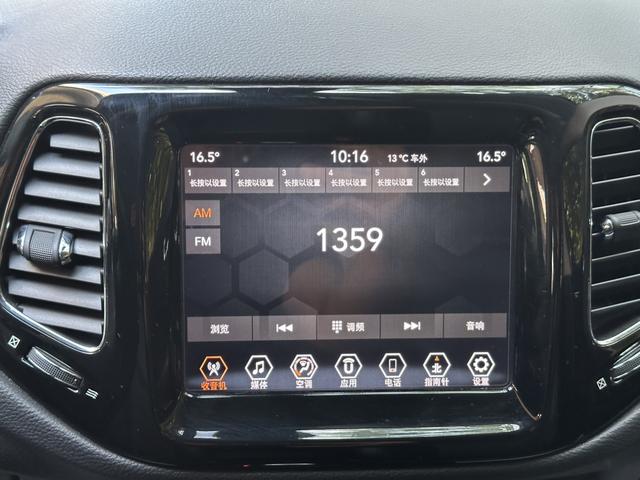 16.5° 10:16 13°C 车外 16.5°
1 长按以设置 2 长按以设置 3 长按以设置 4 长按以设置 5 长按以设置 6 长按以设置
AM
FM
1359
浏览 调频 音响
收音机 媒体 空调 应用 电话 北 指南针 设置